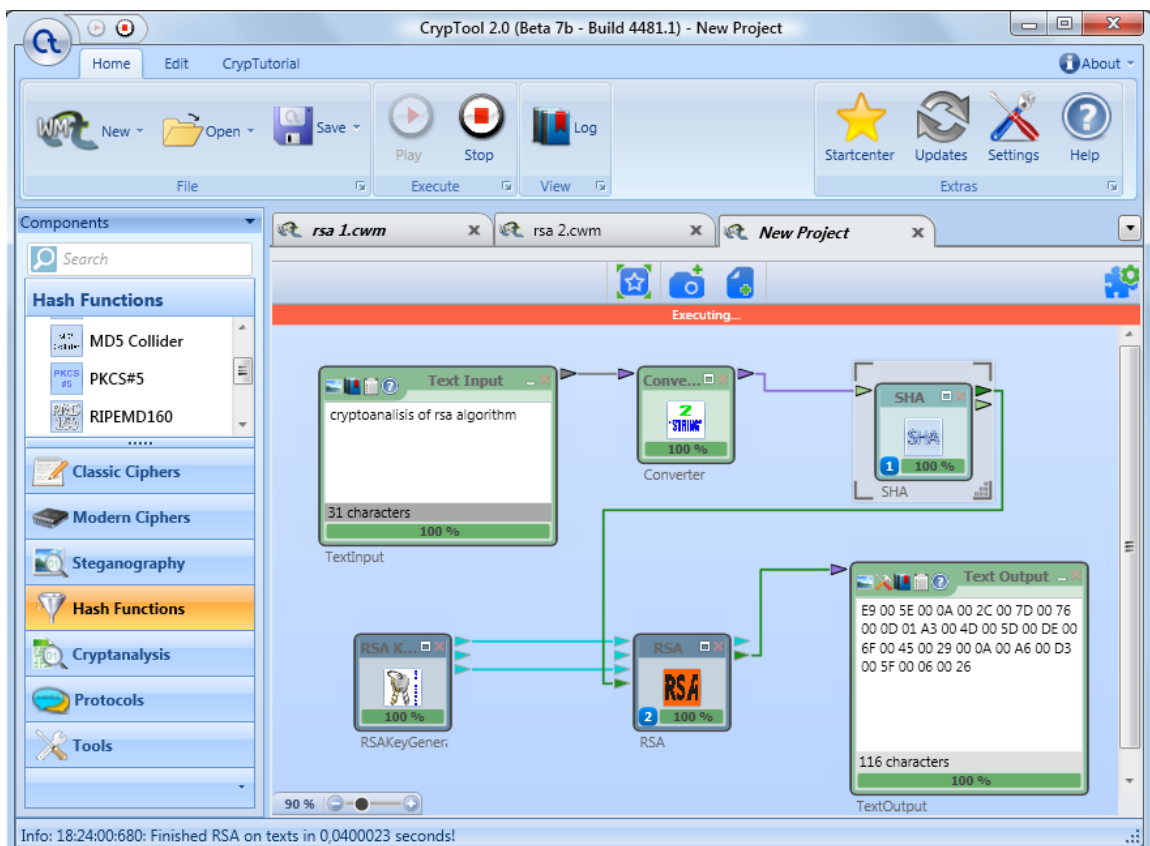 CrypTool 2.0 (Beta 7b - Build 4481.1) - New Project
Home Edit CrypTutorial About
New Open Save Play Stop Log Startcenter Updates Settings Help
File Execute View Extras
Components
Search
Hash Functions
MD5 Collider
PKCS#5
RIPEMD160
Classic Ciphers
Modern Ciphers
Steganography
Hash Functions
Cryptanalysis
Protocols
Tools
rsa 1.cwm rsa 2.cwm New Project
Executing...
Text Input
cryptoanalisis of rsa algorithm
31 characters
100 %
TextInput
Conve...
2
"STRING"
100 %
Converter
SHA
SHA
1 100 %
SHA
RSA K...
100 %
RSAKeyGener
RSA
RSA
2 100 %
RSA
Text Output
E9 00 5E 00 0A 00 2C 00 7D 00 76
00 0D 01 A3 00 4D 00 5D 00 DE 00
6F 00 45 00 29 00 0A 00 A6 00 D3
00 5F 00 06 00 26
116 characters
100 %
TextOutput
90 %
Info: 18:24:00:680: Finished RSA on texts in 0,0400023 seconds!